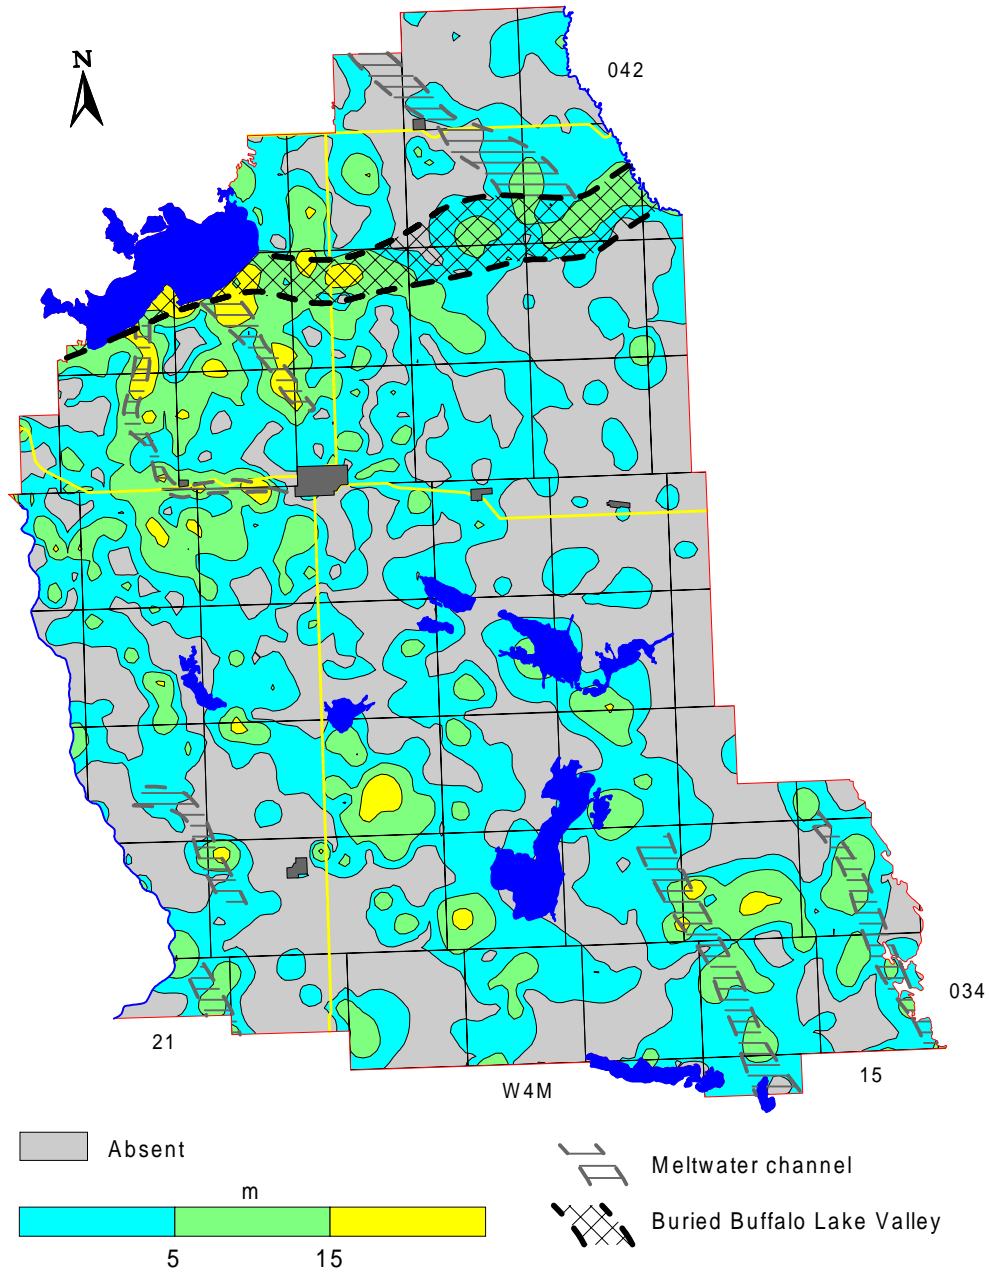 N
042
034
21
15
W4M
Absent
m
5 15
Meltwater channel
Buried Buffalo Lake Valley